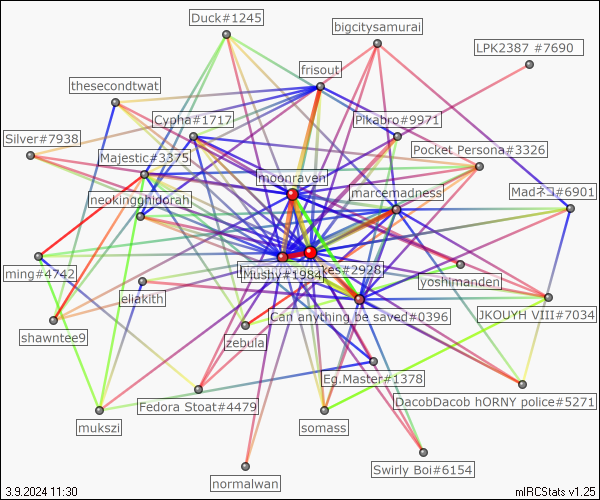 Duck#1245
bigcitysamurai
LPK2387 #7690
frisout
thesecondtwat
Cypha#1717
Pikabro#9971
Silver#7938
Pocket Persona#3326
Majestic#3375
moonraven
marcemadness
Madネコ#6901
neokingghidorah
ming#4742
Mushy#1984
kes#2928
yoshimanden
eliakith
JKOUYH VIII#7034
Can anything be saved#0396
shawntee9
zebula
Eg.Master#1378
DacobDacob hORNY police#5271
Fedora Stoat#4479
mukszi
somass
Swirly Boi#6154
normalwan
3.9.2024 11:30
mIRCStats v1.25